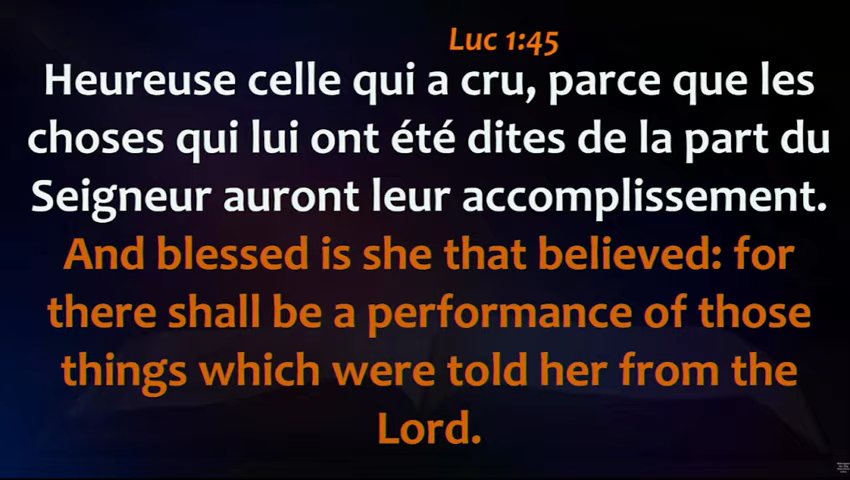 Luc 1:45
Heureuse celle qui a cru, parce que les
choses qui lui ont été dites de la part du
Seigneur auront leur accomplissement.
And blessed is she that believed: for
there shall be a performance of those
things which were told her from the
Lord.